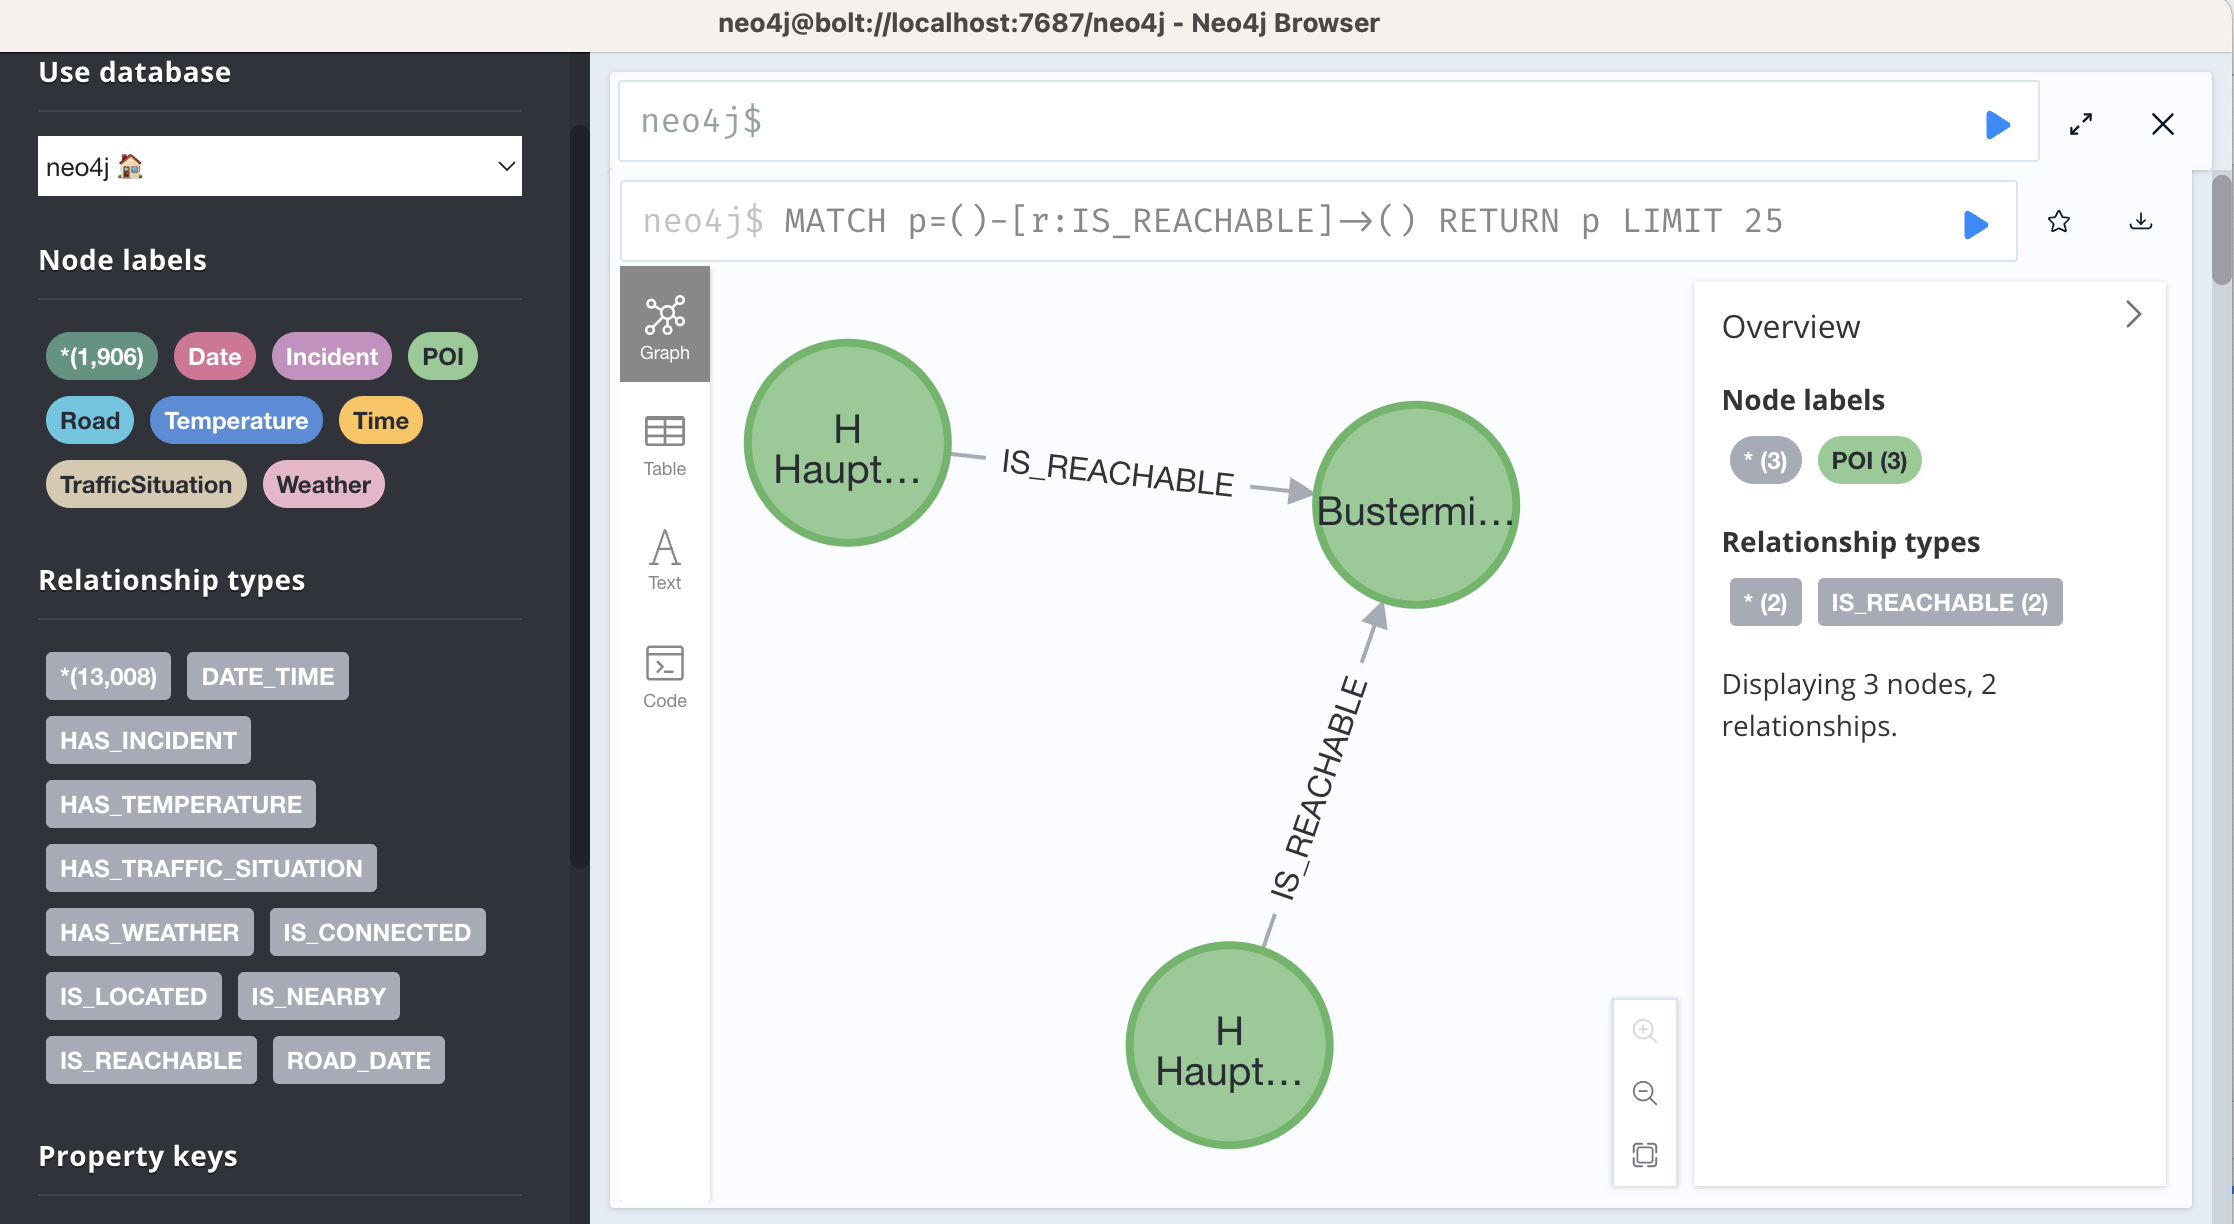 neo4j@bolt://localhost:7687/neo4j - Neo4j Browser
Use database
neo4j
Node labels
*(1,906) Date Incident POI
Road Temperature Time
TrafficSituation Weather
Relationship types
*(13,008) DATE_TIME
HAS_INCIDENT
HAS_TEMPERATURE
HAS_TRAFFIC_SITUATION
HAS_WEATHER IS_CONNECTED
IS_LOCATED IS_NEARBY
IS_REACHABLE ROAD_DATE
Property keys
neo4j$
neo4j$ MATCH p=()-[r:IS_REACHABLE]->() RETURN p LIMIT 25
Graph
Table
Text
Code
H
Haupt...
IS_REACHABLE
Bustermi...
IS_REACHABLE
H
Haupt...
Overview
Node labels
* (3) POI (3)
Relationship types
* (2) IS_REACHABLE (2)
Displaying 3 nodes, 2
relationships.